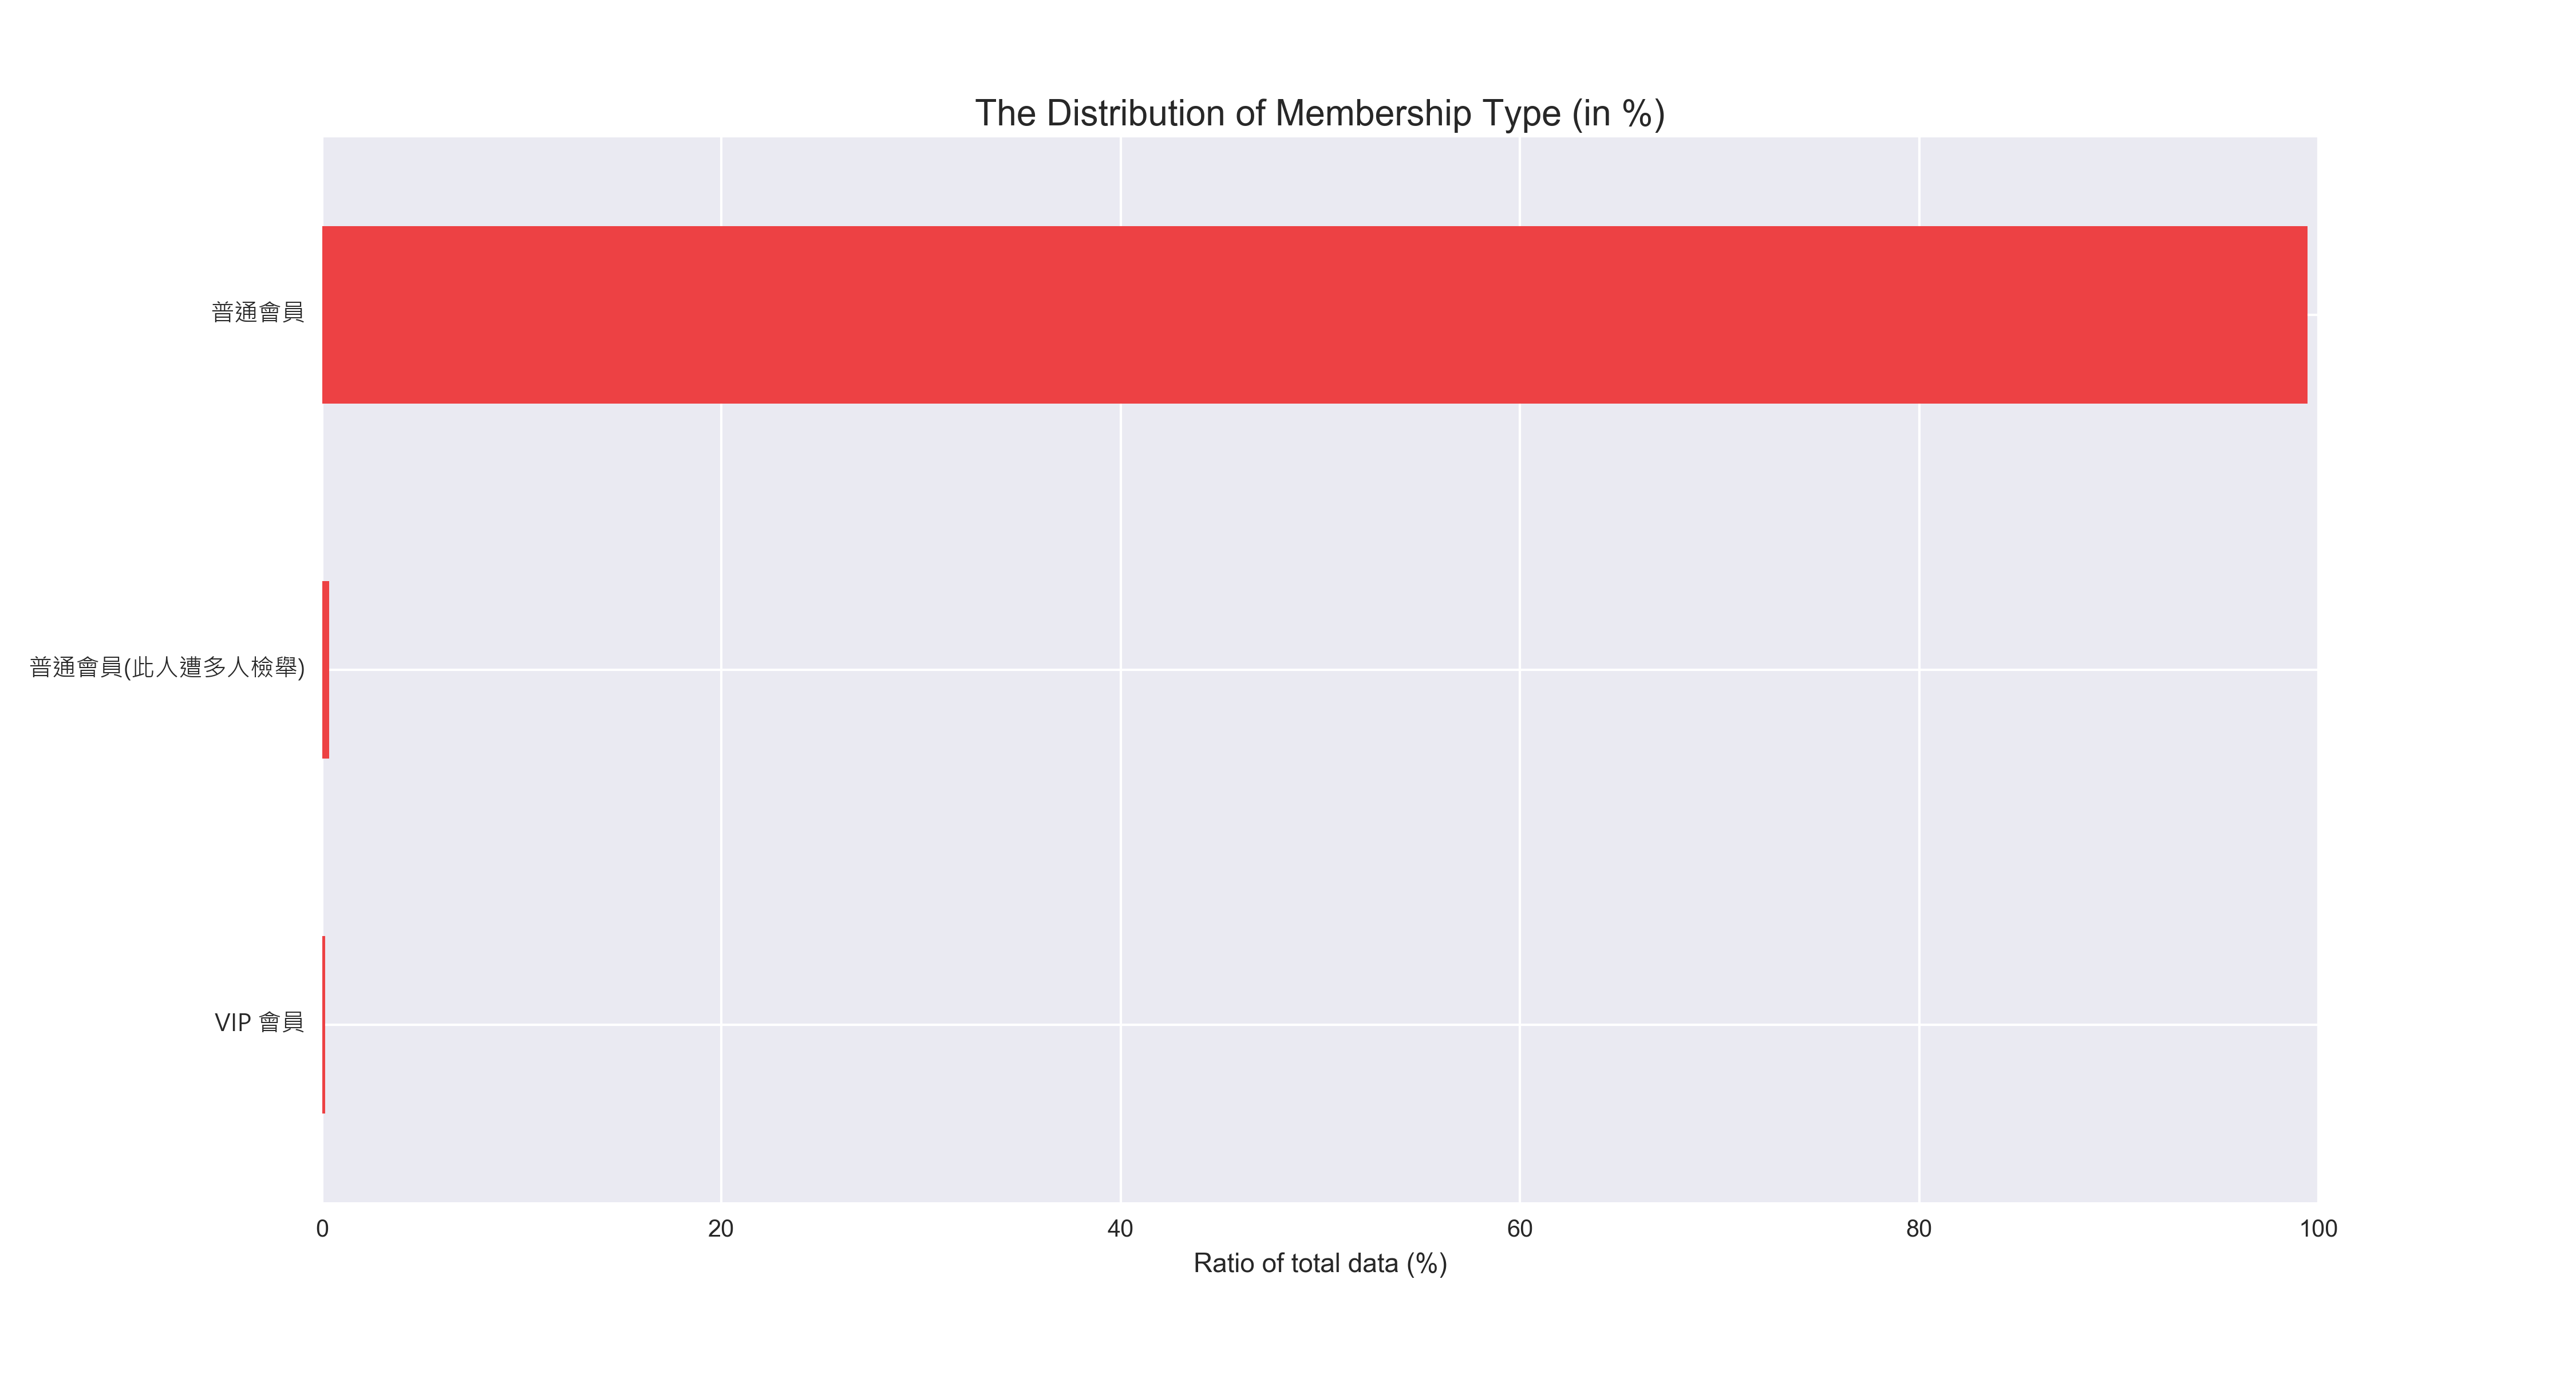 The Distribution of Membership Type (in %)
普通會員
普通會員(此人遭多人檢舉)
VIP 會員
0 20 40 60 80 100
Ratio of total data (%)